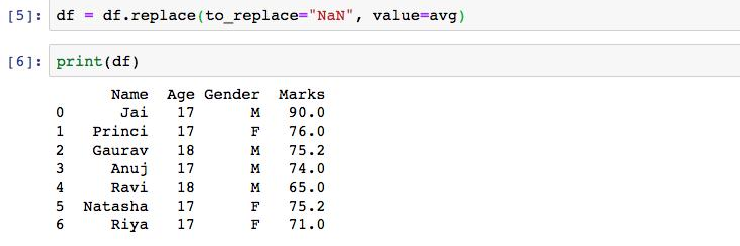 [5]: df = df.replace(to_replace="NaN", value=avg)
[6]: print(df)
Name Age Gender Marks
0 Jai 17 M 90.0
1 Princi 17 F 76.0
2 Gaurav 18 M 75.2
3 Anuj 17 M 74.0
4 Ravi 18 M 65.0
5 Natasha 17 F 75.2
6 Riya 17 F 71.0